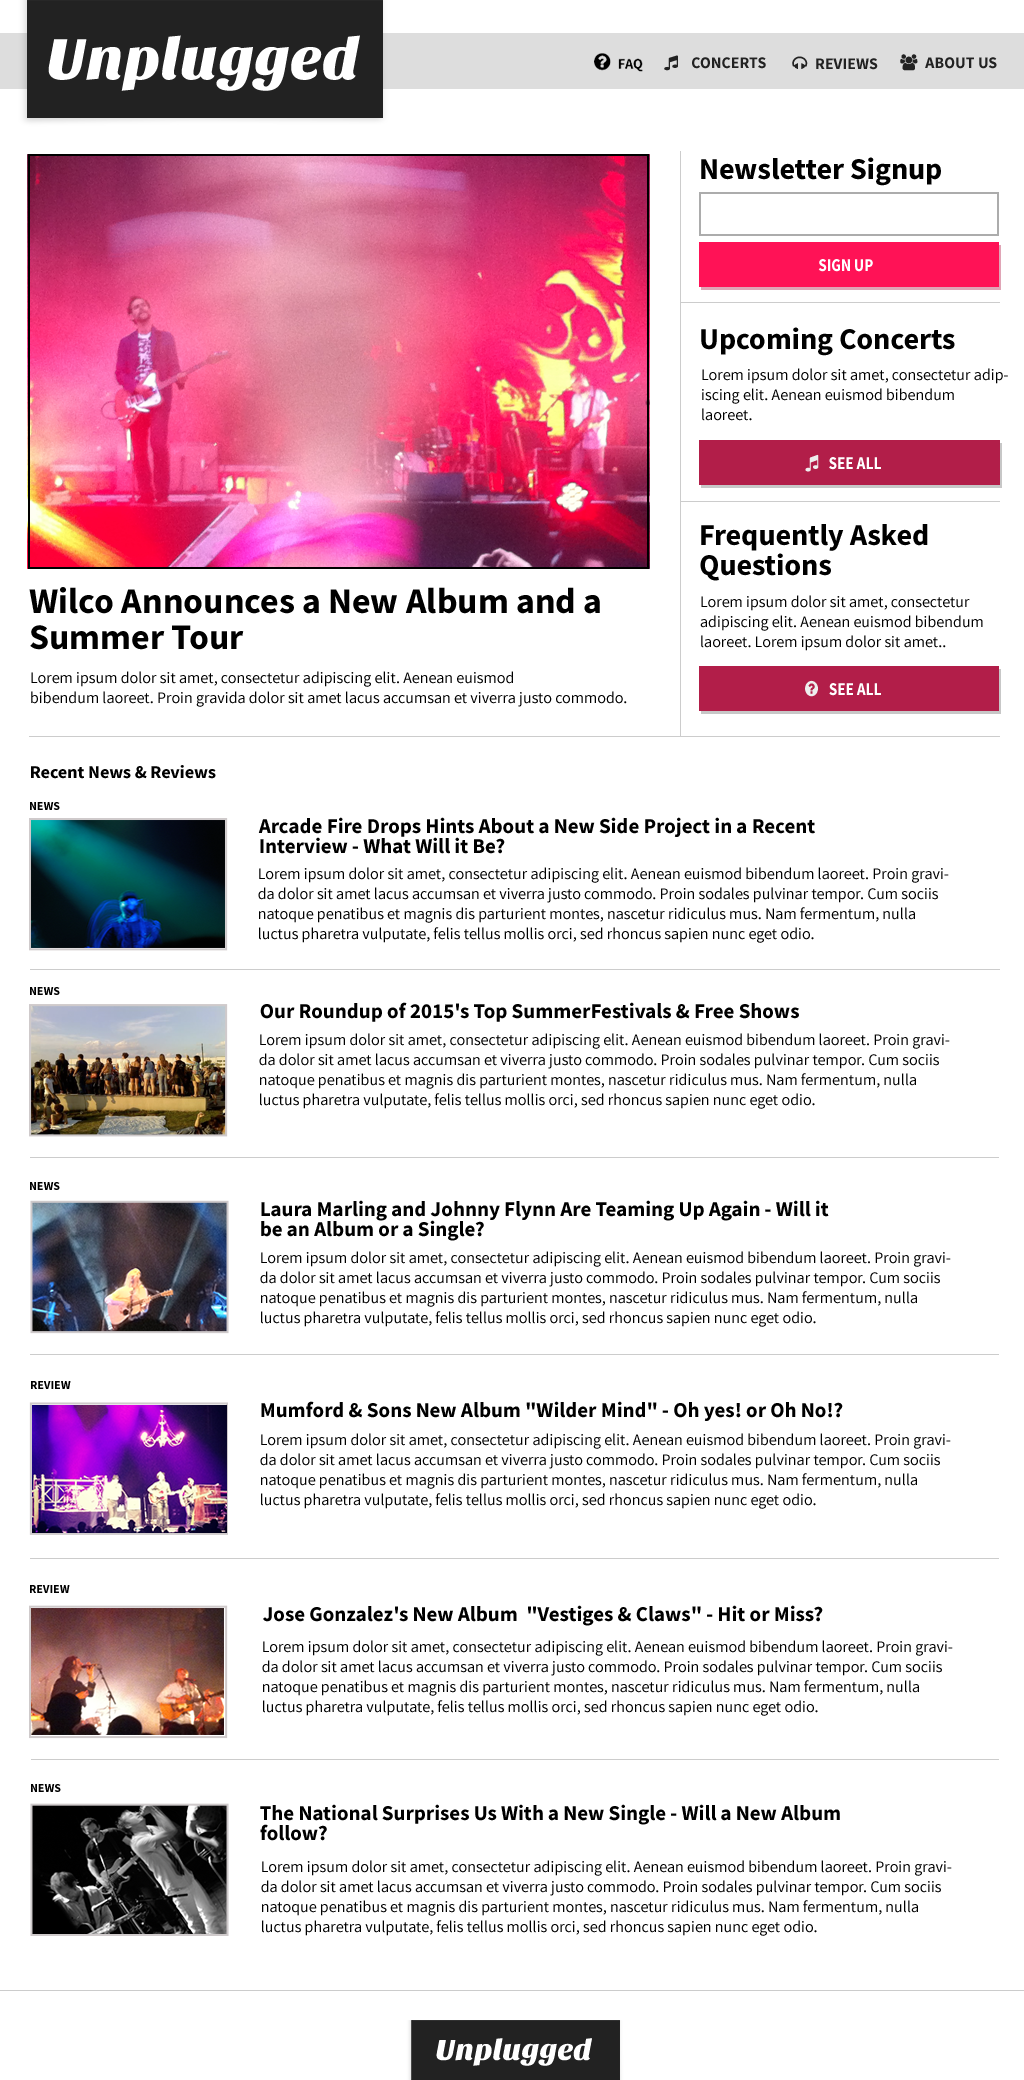 Unplugged
FAQ
CONCERTS
REVIEWS
ABOUT US
Wilco Announces a New Album and a
Summer Tour
Lorem ipsum dolor sit amet, consectetur adipiscing elit. Aenean euismod
bibendum laoreet. Proin gravida dolor sit amet lacus accumsan et viverra justo commodo.
Newsletter Signup
SIGN UP
Upcoming Concerts
Lorem ipsum dolor sit amet, consectetur adip-
iscing elit. Aenean euismod bibendum
laoreet.
SEE ALL
Frequently Asked
Questions
Lorem ipsum dolor sit amet, consectetur
adipiscing elit. Aenean euismod bibendum
laoreet. Lorem ipsum dolor sit amet..
SEE ALL
Recent News & Reviews
NEWS
Arcade Fire Drops Hints About a New Side Project in a Recent
Interview - What Will it Be?
Lorem ipsum dolor sit amet, consectetur adipiscing elit. Aenean euismod bibendum laoreet. Proin gravi-
da dolor sit amet lacus accumsan et viverra justo commodo. Proin sodales pulvinar tempor. Cum sociis
natoque penatibus et magnis dis parturient montes, nascetur ridiculus mus. Nam fermentum, nulla
luctus pharetra vulputate, felis tellus mollis orci, sed rhoncus sapien nunc eget odio.
NEWS
Our Roundup of 2015's Top SummerFestivals & Free Shows
Lorem ipsum dolor sit amet, consectetur adipiscing elit. Aenean euismod bibendum laoreet. Proin gravi-
da dolor sit amet lacus accumsan et viverra justo commodo. Proin sodales pulvinar tempor. Cum sociis
natoque penatibus et magnis dis parturient montes, nascetur ridiculus mus. Nam fermentum, nulla
luctus pharetra vulputate, felis tellus mollis orci, sed rhoncus sapien nunc eget odio.
NEWS
Laura Marling and Johnny Flynn Are Teaming Up Again - Will it
be an Album or a Single?
Lorem ipsum dolor sit amet, consectetur adipiscing elit. Aenean euismod bibendum laoreet. Proin gravi-
da dolor sit amet lacus accumsan et viverra justo commodo. Proin sodales pulvinar tempor. Cum sociis
natoque penatibus et magnis dis parturient montes, nascetur ridiculus mus. Nam fermentum, nulla
luctus pharetra vulputate, felis tellus mollis orci, sed rhoncus sapien nunc eget odio.
REVIEW
Mumford & Sons New Album "Wilder Mind" - Oh yes! or Oh No!?
Lorem ipsum dolor sit amet, consectetur adipiscing elit. Aenean euismod bibendum laoreet. Proin gravi-
da dolor sit amet lacus accumsan et viverra justo commodo. Proin sodales pulvinar tempor. Cum sociis
natoque penatibus et magnis dis parturient montes, nascetur ridiculus mus. Nam fermentum, nulla
luctus pharetra vulputate, felis tellus mollis orci, sed rhoncus sapien nunc eget odio.
REVIEW
Jose Gonzalez's New Album "Vestiges & Claws" - Hit or Miss?
Lorem ipsum dolor sit amet, consectetur adipiscing elit. Aenean euismod bibendum laoreet. Proin gravi-
da dolor sit amet lacus accumsan et viverra justo commodo. Proin sodales pulvinar tempor. Cum sociis
natoque penatibus et magnis dis parturient montes, nascetur ridiculus mus. Nam fermentum, nulla
luctus pharetra vulputate, felis tellus mollis orci, sed rhoncus sapien nunc eget odio.
NEWS
The National Surprises Us With a New Single - Will a New Album
follow?
Lorem ipsum dolor sit amet, consectetur adipiscing elit. Aenean euismod bibendum laoreet. Proin gravi-
da dolor sit amet lacus accumsan et viverra justo commodo. Proin sodales pulvinar tempor. Cum sociis
natoque penatibus et magnis dis parturient montes, nascetur ridiculus mus. Nam fermentum, nulla
luctus pharetra vulputate, felis tellus mollis orci, sed rhoncus sapien nunc eget odio.
Unplugged